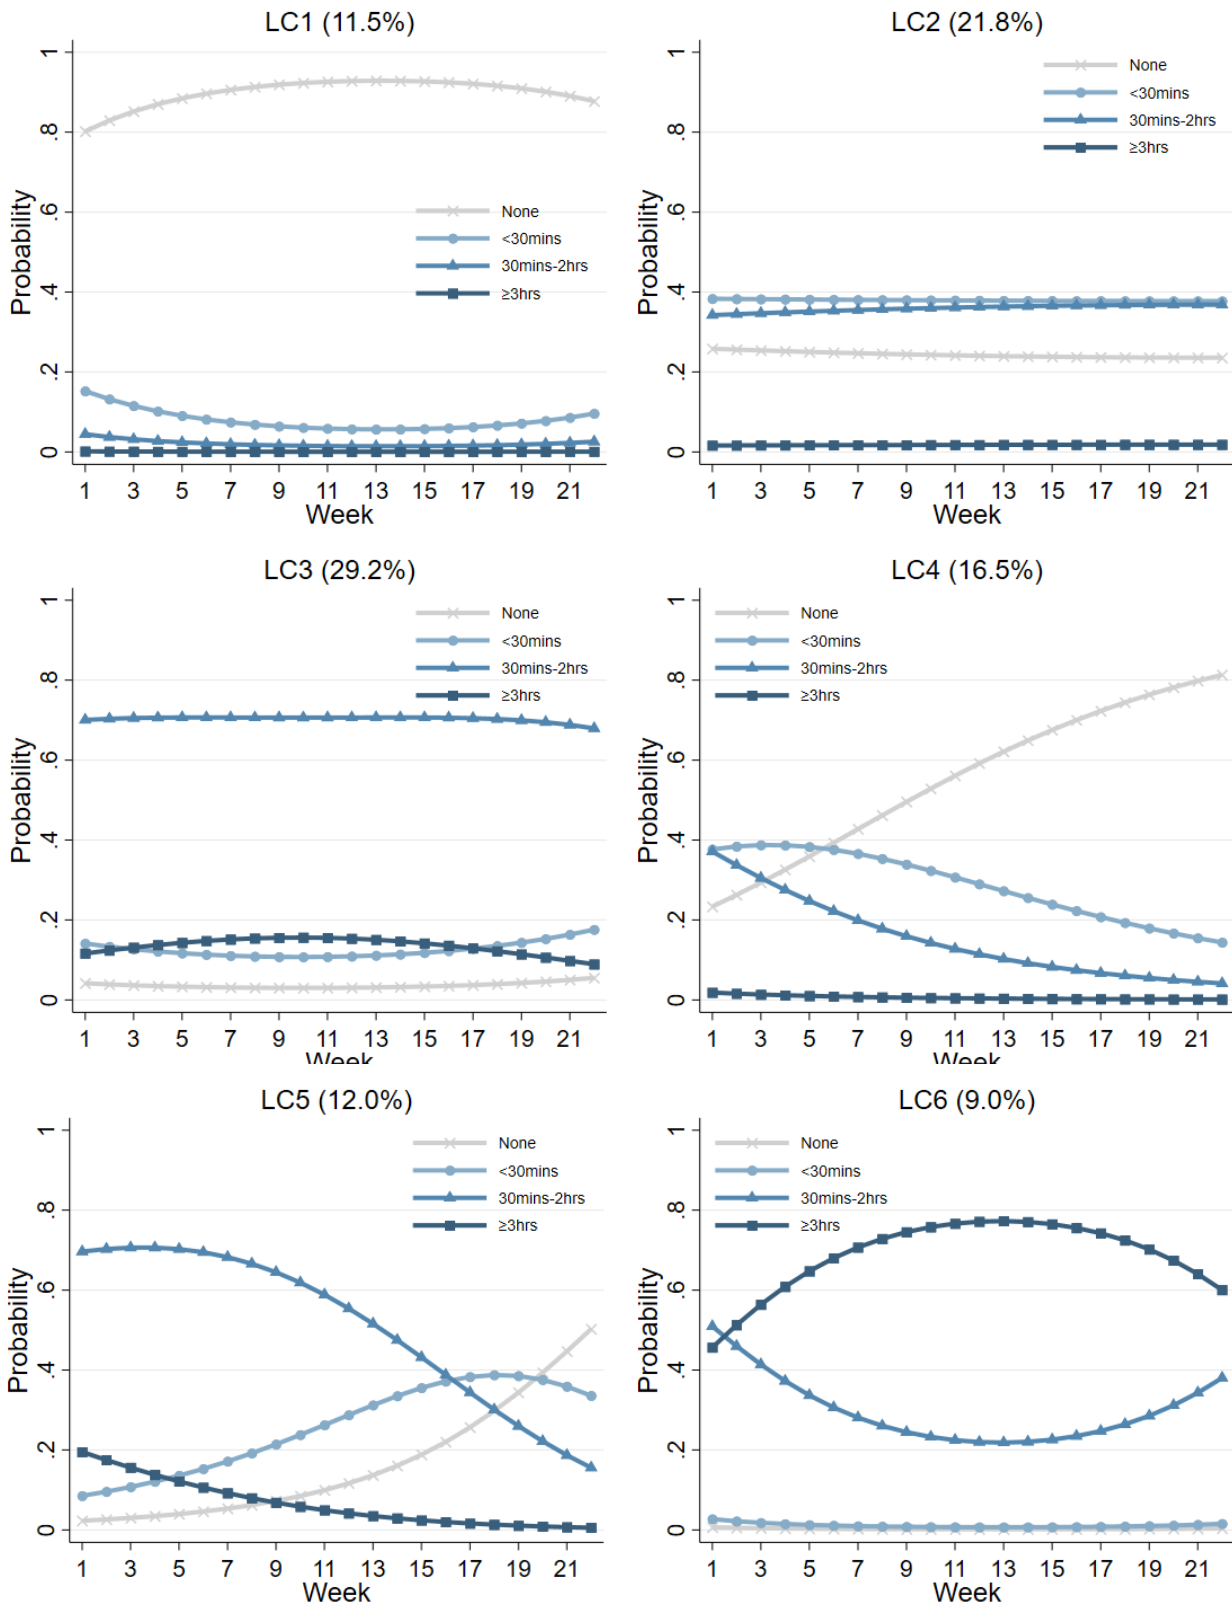 LC1 (11.5%)
Probability
1
.8
.6
.4
.2
0
None
<30mins
30mins-2hrs
≥3hrs
1 3 5 7 9 11 13 15 17 19 21
Week
LC2 (21.8%)
Probability
1
.8
.6
.4
.2
0
None
<30mins
30mins-2hrs
≥3hrs
1 3 5 7 9 11 13 15 17 19 21
Week
LC3 (29.2%)
Probability
1
.8
.6
.4
.2
0
None
<30mins
30mins-2hrs
≥3hrs
1 3 5 7 9 11 13 15 17 19 21
Week
LC4 (16.5%)
Probability
1
.8
.6
.4
.2
0
None
<30mins
30mins-2hrs
≥3hrs
1 3 5 7 9 11 13 15 17 19 21
Week
LC5 (12.0%)
Probability
1
.8
.6
.4
.2
0
None
<30mins
30mins-2hrs
≥3hrs
1 3 5 7 9 11 13 15 17 19 21
Week
LC6 (9.0%)
Probability
1
.8
.6
.4
.2
0
None
<30mins
30mins-2hrs
≥3hrs
1 3 5 7 9 11 13 15 17 19 21
Week